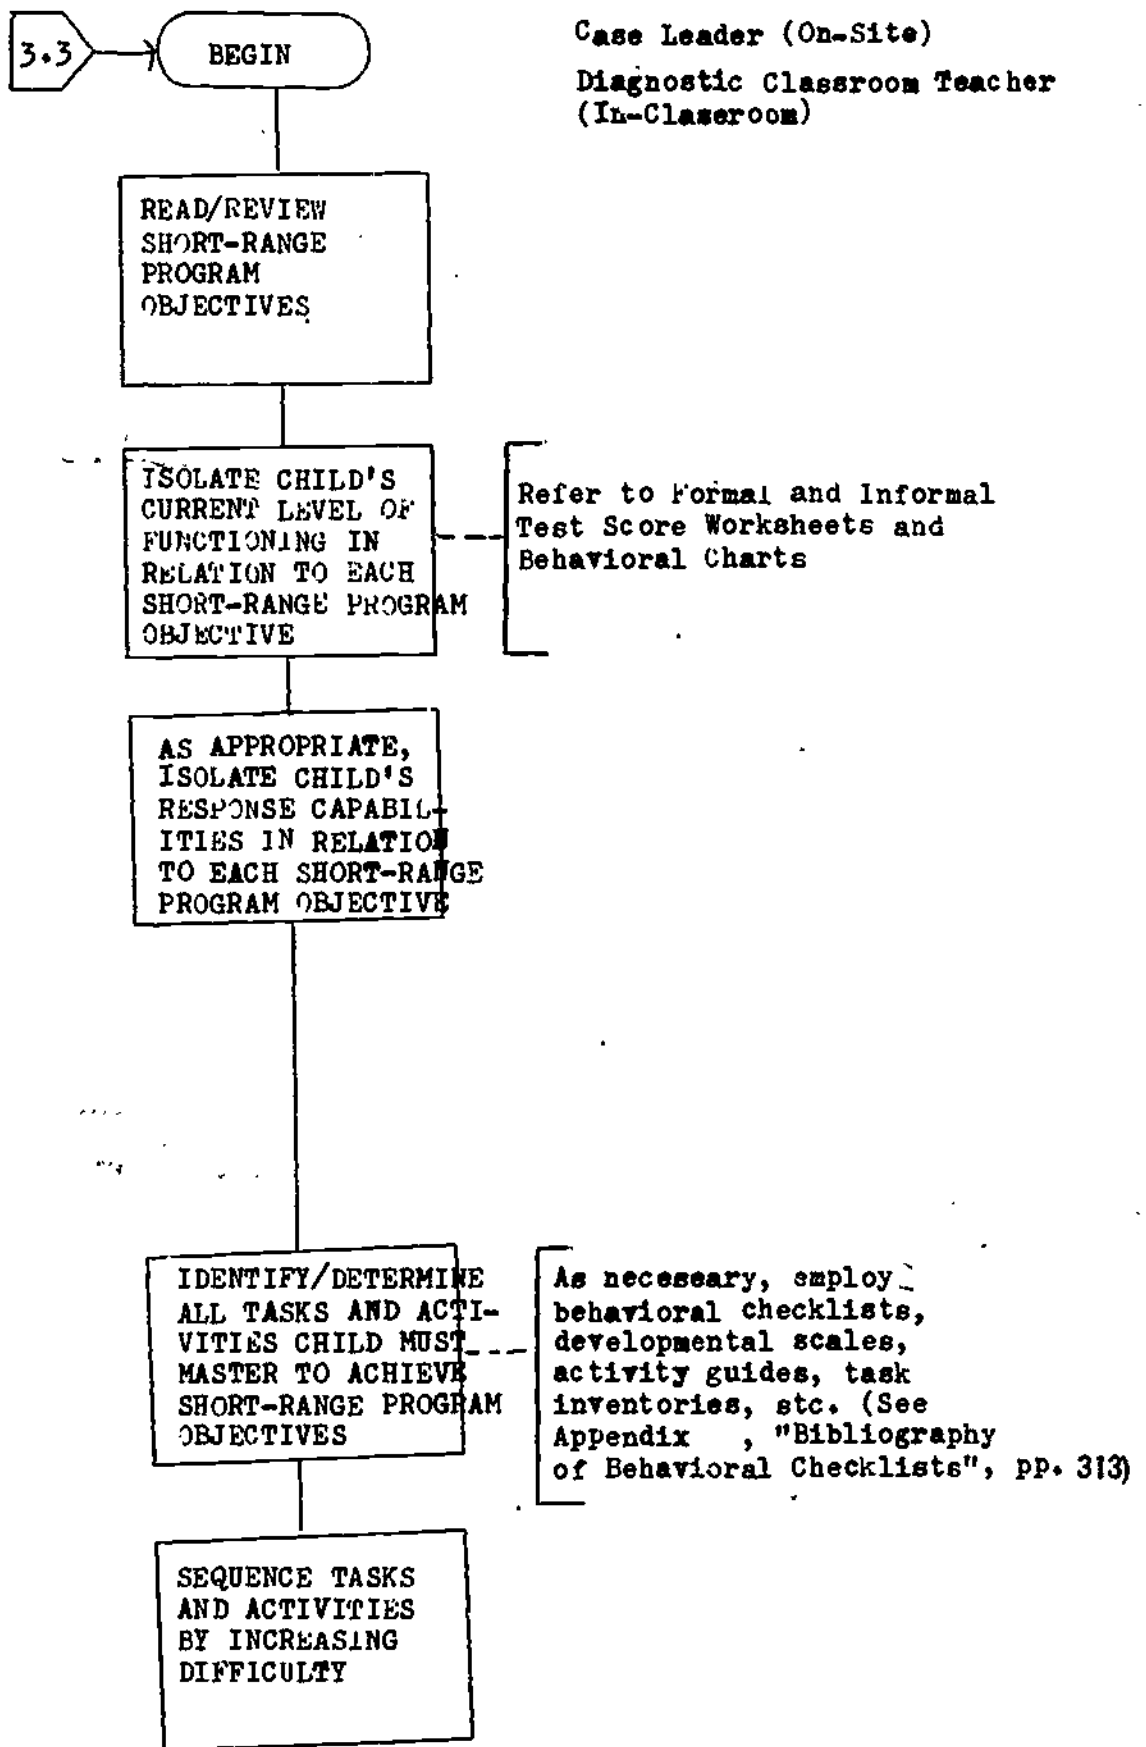 3.3
BEGIN
Case Leader (On-Site)
Diagnostic Classroom Teacher
(In-Classroom)
READ/REVIEW
SHORT-RANGE
PROGRAM
OBJECTIVES
ISOLATE CHILD'S
CURRENT LEVEL OF
FUNCTIONING IN
RELATION TO EACH
SHORT-RANGE PROGRAM
OBJECTIVE
Refer to Formal and Informal
Test Score Worksheets and
Behavioral Charts
AS APPROPRIATE,
ISOLATE CHILD'S
RESPONSE CAPABIL-
ITIES IN RELATION
TO EACH SHORT-RANGE
PROGRAM OBJECTIVE
IDENTIFY/DETERMINE
ALL TASKS AND ACTI-
VITIES CHILD MUST
MASTER TO ACHIEVE
SHORT-RANGE PROGRAM
OBJECTIVES
As necessary, employ
behavioral checklists,
developmental scales,
activity guides, task
inventories, etc. (See
Appendix , "Bibliography
of Behavioral Checklists", pp. 313)
SEQUENCE TASKS
AND ACTIVITIES
BY INCREASING
DIFFICULTY